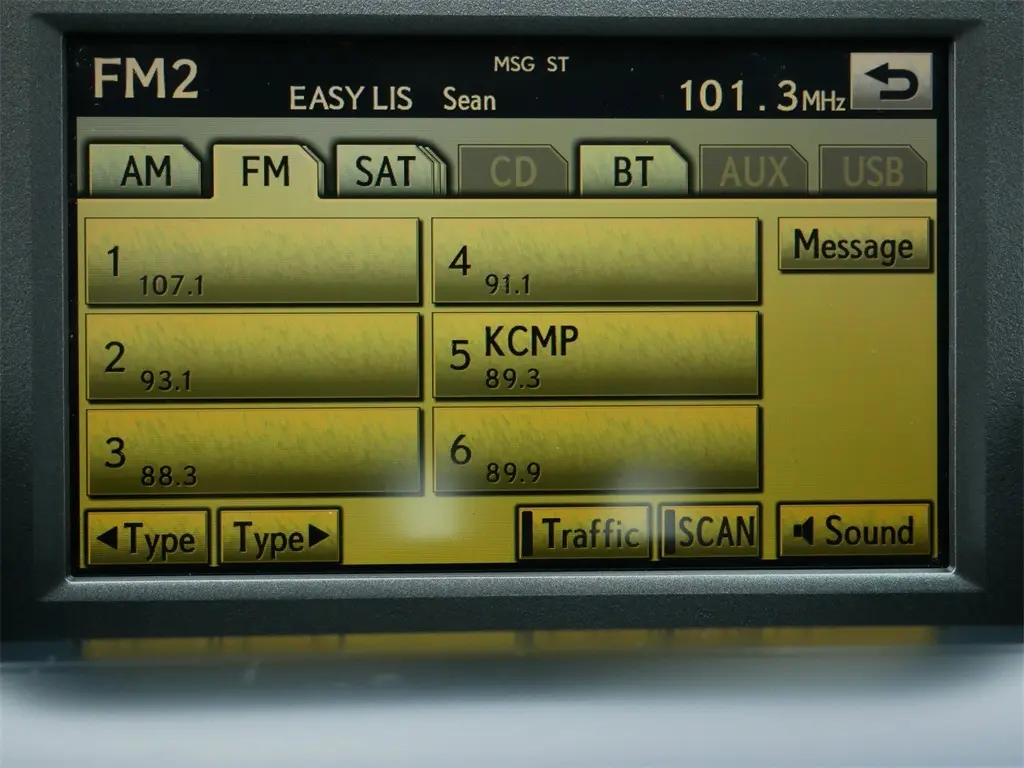 FM2 MSG ST
EASY LIS Sean 101.3MHz
AM FM SAT CD BT AUX USB
1 107.1
4 91.1
Message
2 93.1
5 KCMP 89.3
3 88.3
6 89.9
Type Type Traffic SCAN Sound